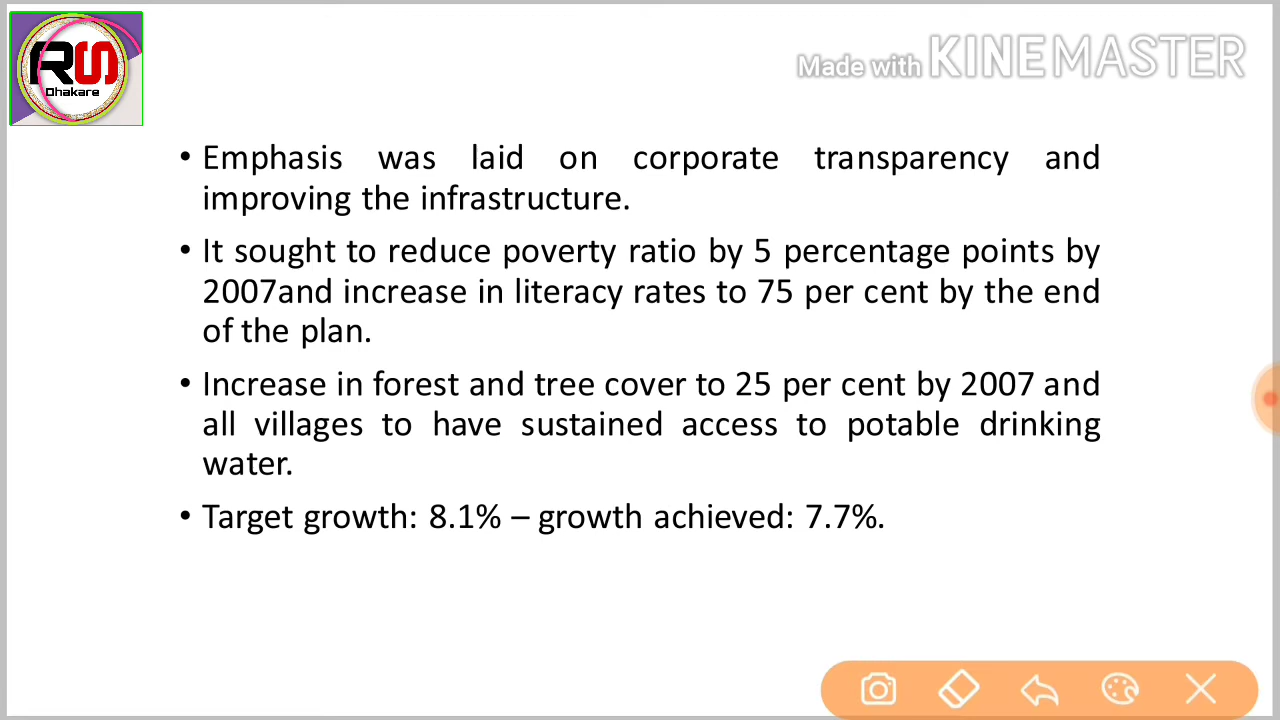 RS
Dhakare
Made with KINEMASTER
• Emphasis was laid on corporate transparency and
improving the infrastructure.
• It sought to reduce poverty ratio by 5 percentage points by
2007and increase in literacy rates to 75 per cent by the end
of the plan.
• Increase in forest and tree cover to 25 per cent by 2007 and
all villages to have sustained access to potable drinking
water.
• Target growth: 8.1% – growth achieved: 7.7%.